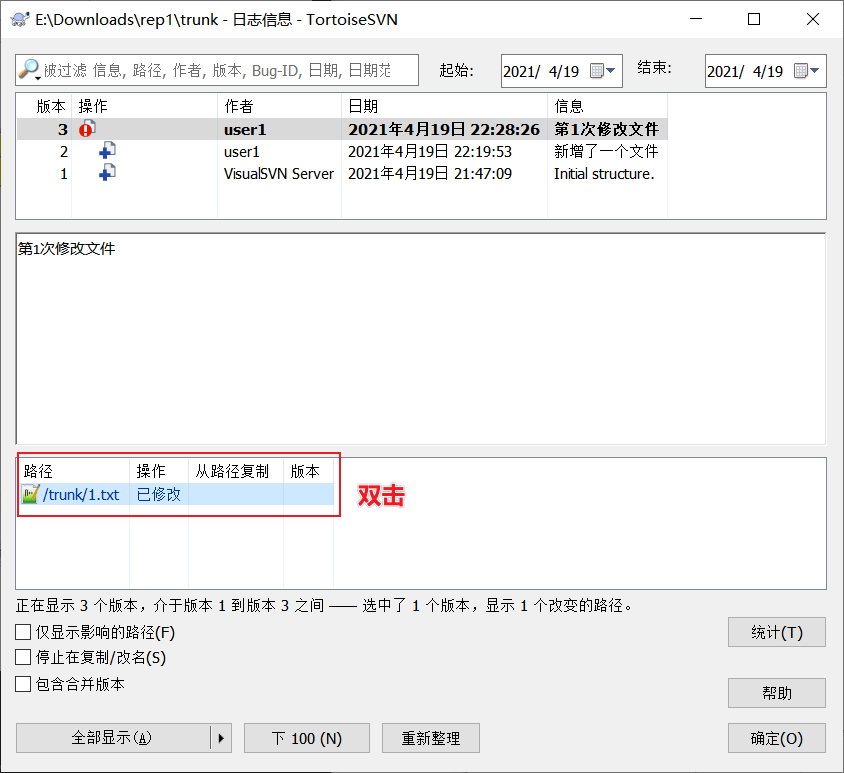 E:\Downloads\rep1\trunk - 日志信息 - TortoiseSVN
被过滤 信息, 路径, 作者, 版本, Bug-ID, 日期, 日期范 起始: 2021/ 4/19 结束: 2021/ 4/19
版本 操作 作者 日期 信息
3 user1 2021年4月19日 22:28:26 第1次修改文件
2 user1 2021年4月19日 22:19:53 新增了一个文件
1 VisualSVN Server 2021年4月19日 21:47:09 Initial structure.
第1次修改文件
路径 操作 从路径复制 版本
/trunk/1.txt 已修改
双击
正在显示 3 个版本，介于版本 1 到版本 3 之间 —— 选中了 1 个版本，显示 1 个改变的路径。
仅显示影响的路径(F)
统计(T)
停止在复制/改名(S)
包含合并版本
帮助
全部显示(A) 下 100 (N) 重新整理 确定(O)